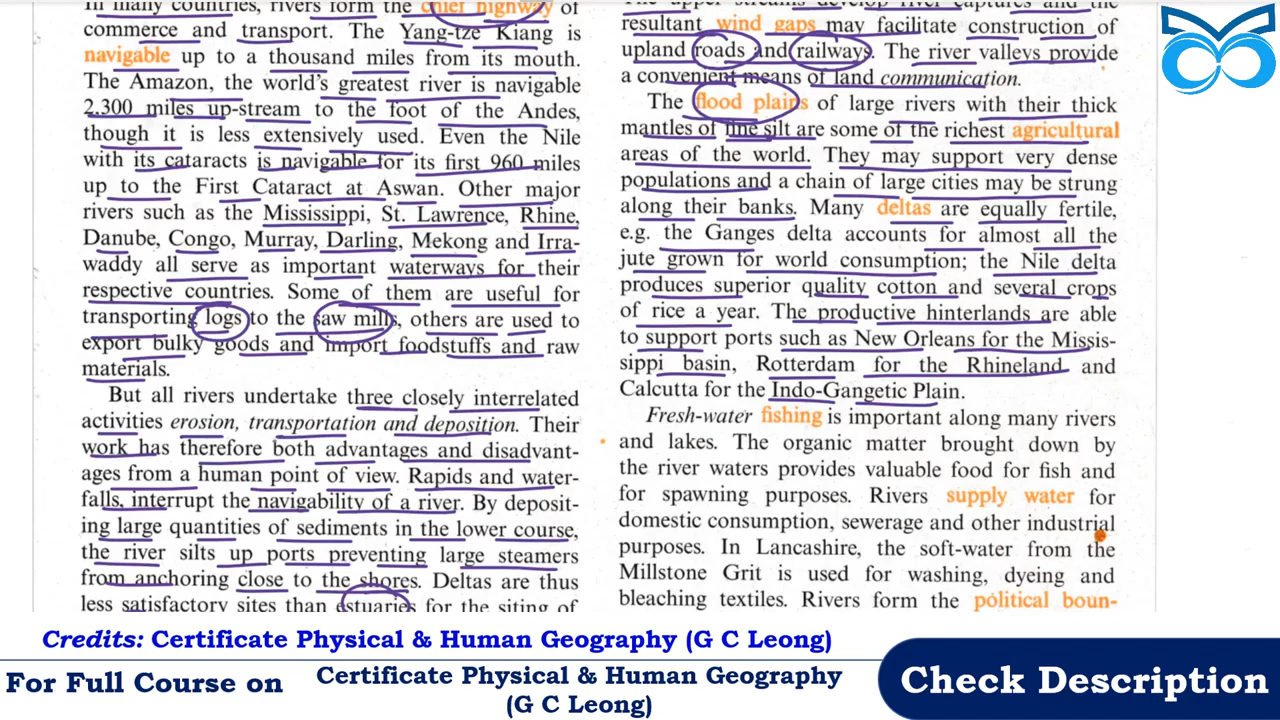 In many countries, rivers form the chief highway of
commerce and transport. The Yang-tze Kiang is
navigable up to a thousand miles from its mouth.
The Amazon, the world's greatest river is navigable
2,300 miles up-stream to the foot of the Andes,
though it is less extensively used. Even the Nile
with its cataracts is navigable for its first 960 miles
up to the First Cataract at Aswan. Other major
rivers such as the Mississippi, St. Lawrence, Rhine,
Danube, Congo, Murray, Darling, Mekong and Irra-
waddy all serve as important waterways for their
respective countries. Some of them are useful for
transporting logs to the saw mills, others are used to
export bulky goods and import foodstuffs and raw
materials.
But all rivers undertake three closely interrelated
activities erosion, transportation and deposition. Their
work has therefore both advantages and disadvant-
ages from a human point of view. Rapids and water-
falls, interrupt the navigability of a river. By deposit-
ing large quantities of sediments in the lower course,
the river silts up ports preventing large steamers
from anchoring close to the shores. Deltas are thus
less satisfactory sites than estuaries for the siting of
The upper streams develop river captures and the
resultant wind gaps may facilitate construction of
upland roads and railways. The river valleys provide
a convenient means of land communication.
The flood plains of large rivers with their thick
mantles of fine silt are some of the richest agricultural
areas of the world. They may support very dense
populations and a chain of large cities may be strung
along their banks. Many deltas are equally fertile,
e.g. the Ganges delta accounts for almost all the
jute grown for world consumption; the Nile delta
produces superior quality cotton and several crops
of rice a year. The productive hinterlands are able
to support ports such as New Orleans for the Missis-
sippi basin, Rotterdam for the Rhineland and
Calcutta for the Indo-Gangetic Plain.
Fresh-water fishing is important along many rivers
and lakes. The organic matter brought down by
the river waters provides valuable food for fish and
for spawning purposes. Rivers supply water for
domestic consumption, sewerage and other industrial
purposes. In Lancashire, the soft-water from the
Millstone Grit is used for washing, dyeing and
bleaching textiles. Rivers form the political boun-
Credits: Certificate Physical & Human Geography (G C Leong)
For Full Course on
Certificate Physical & Human Geography
(G C Leong)
Check Description